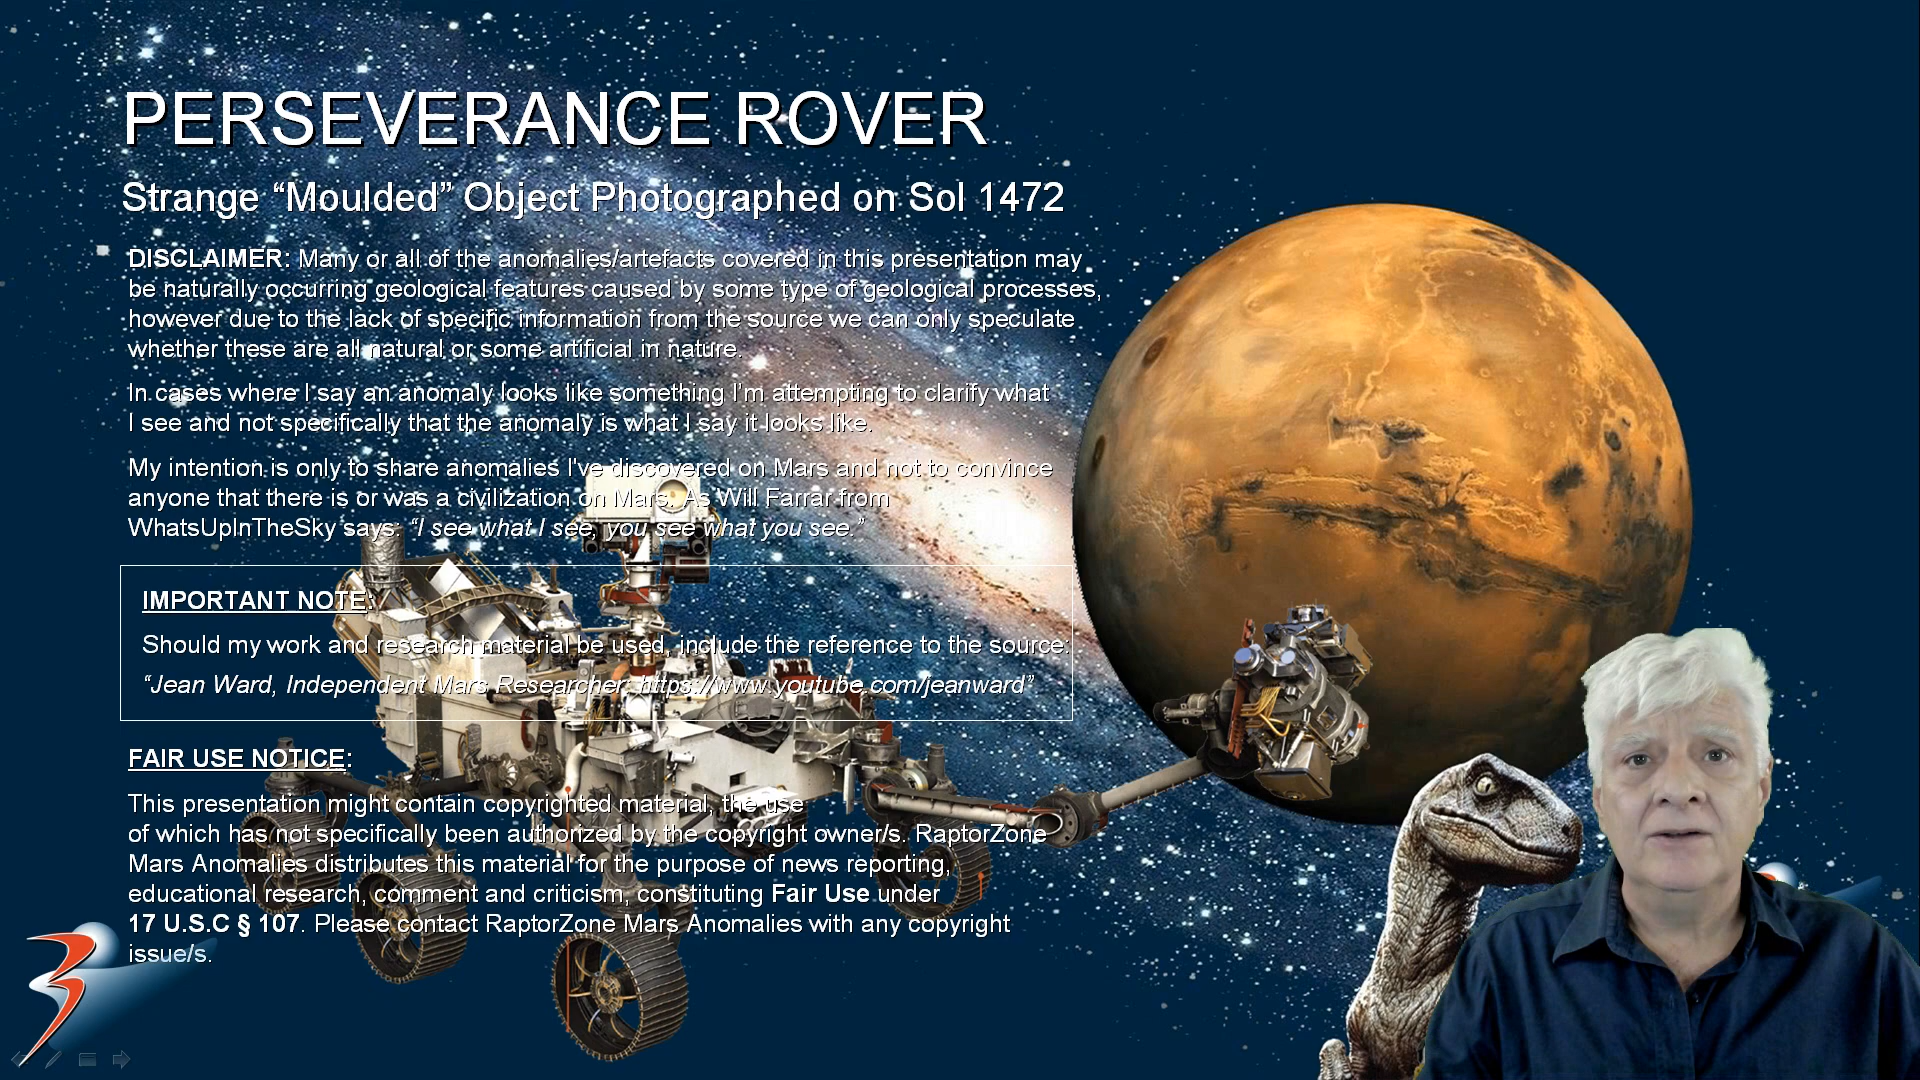 PERSEVERANCE ROVER
Strange “Moulded” Object Photographed on Sol 1472
DISCLAIMER: Many or all of the anomalies/artefacts covered in this presentation may
be naturally occurring geological features caused by some type of geological processes,
however due to the lack of specific information from the source we can only speculate
whether these are all natural or some artificial in nature.
In cases where I say an anomaly looks like something I'm attempting to clarify what
I see and not specifically that the anomaly is what I say it looks like.
My intention is only to share anomalies I've discovered on Mars and not to convince
anyone that there is or was a civilization on Mars. As Will Farrar from
WhatsUpInTheSky says: “I see what I see, you see what you see.”
IMPORTANT NOTE:
Should my work and research material be used, include the reference to the source:
“Jean Ward, Independent Mars Researcher: https://www.youtube.com/jeanward”
FAIR USE NOTICE:
This presentation might contain copyrighted material, the use
of which has not specifically been authorized by the copyright owner/s. RaptorZone
Mars Anomalies distributes this material for the purpose of news reporting,
educational research, comment and criticism, constituting Fair Use under
17 U.S.C § 107. Please contact RaptorZone Mars Anomalies with any copyright
issue/s.